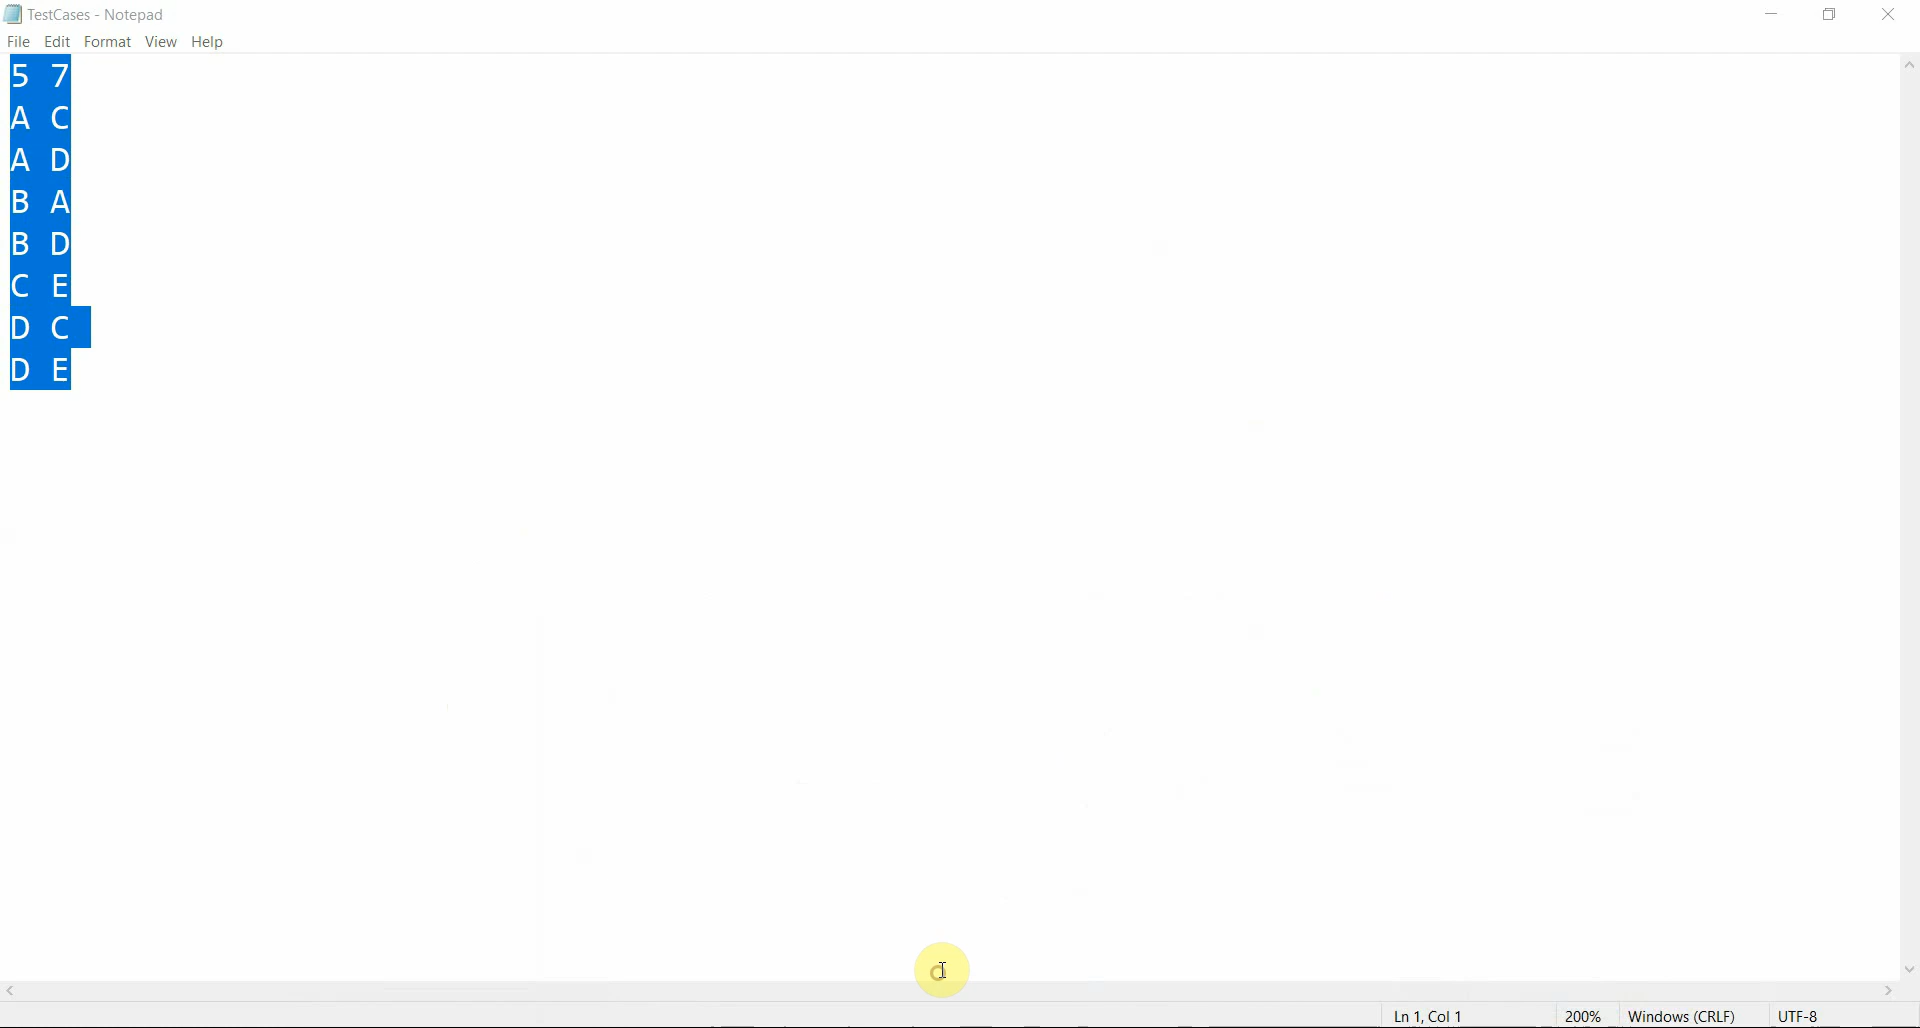 TestCases - Notepad
File Edit Format View Help
5 7
A C
A D
B A
B D
C E
D C
D E
Ln 1, Col 1 200% Windows (CRLF) UTF-8